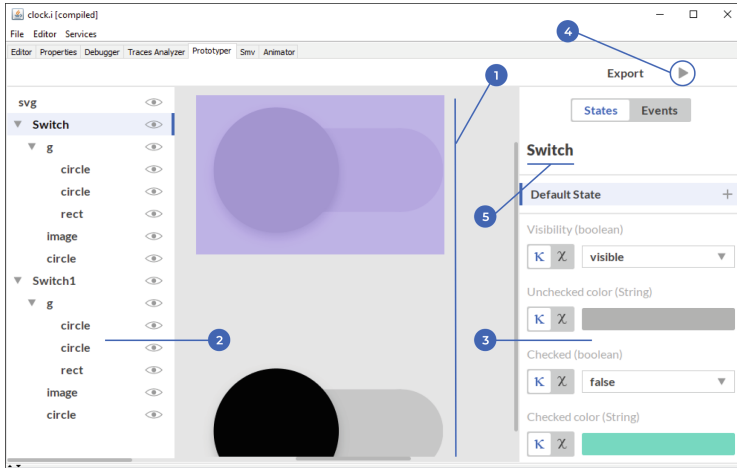 clock.i [compiled]
File Editor Services
Editor Properties Debugger Traces Analyzer Prototyper Smv Animator
4
1
Export
svg
Switch
g
circle
circle
rect
image
circle
Switch1
g
circle
circle
rect
image
circle
2
States Events
Switch
Default State +
5
Visibility (boolean)
κ χ visible
Unchecked color (String)
κ χ
3
Checked (boolean)
κ χ false
Checked color (String)
κ χ